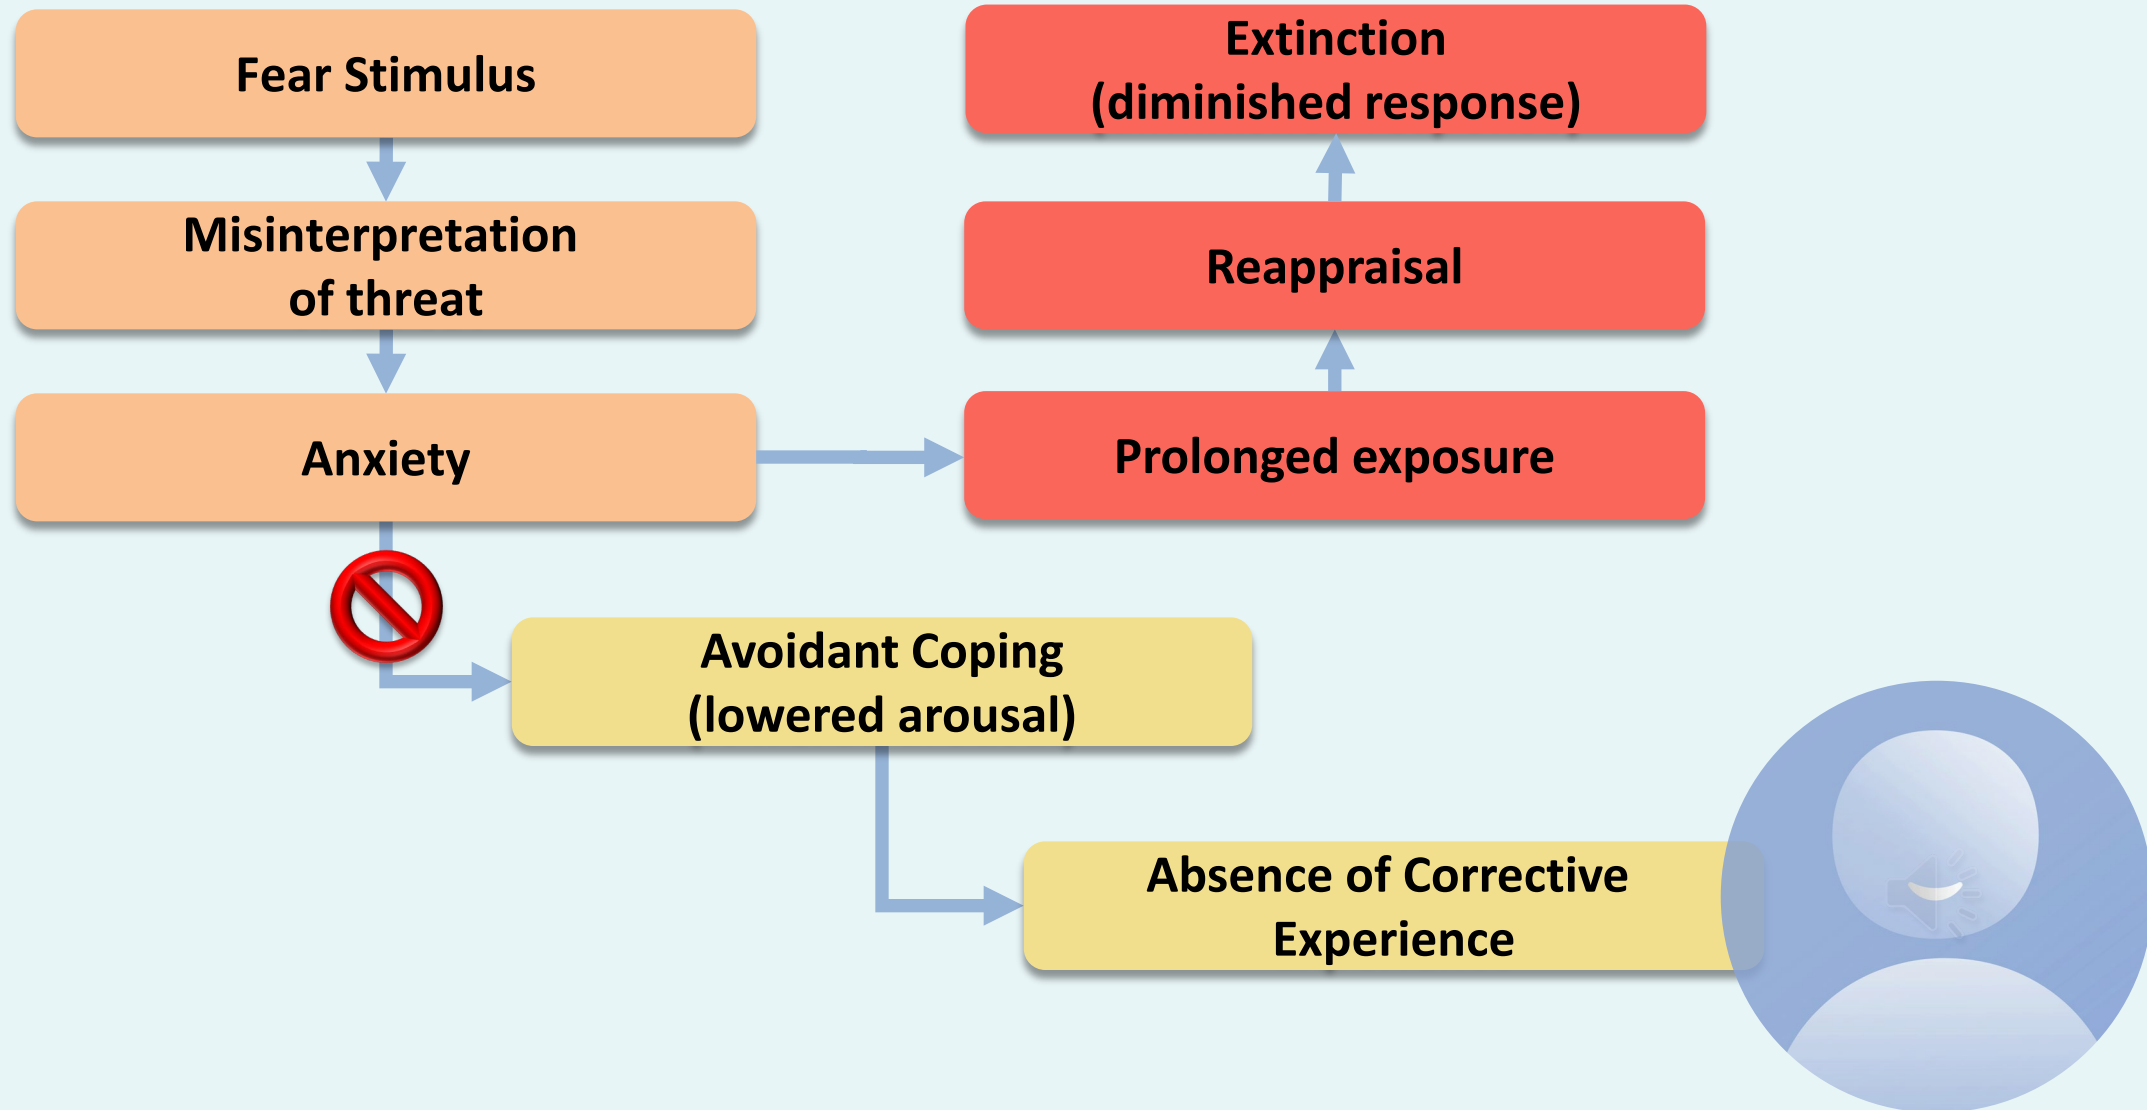 Fear Stimulus
Misinterpretation
of threat
Anxiety
Extinction
(diminished response)
Reappraisal
Prolonged exposure
Avoidant Coping
(lowered arousal)
Absence of Corrective
Experience